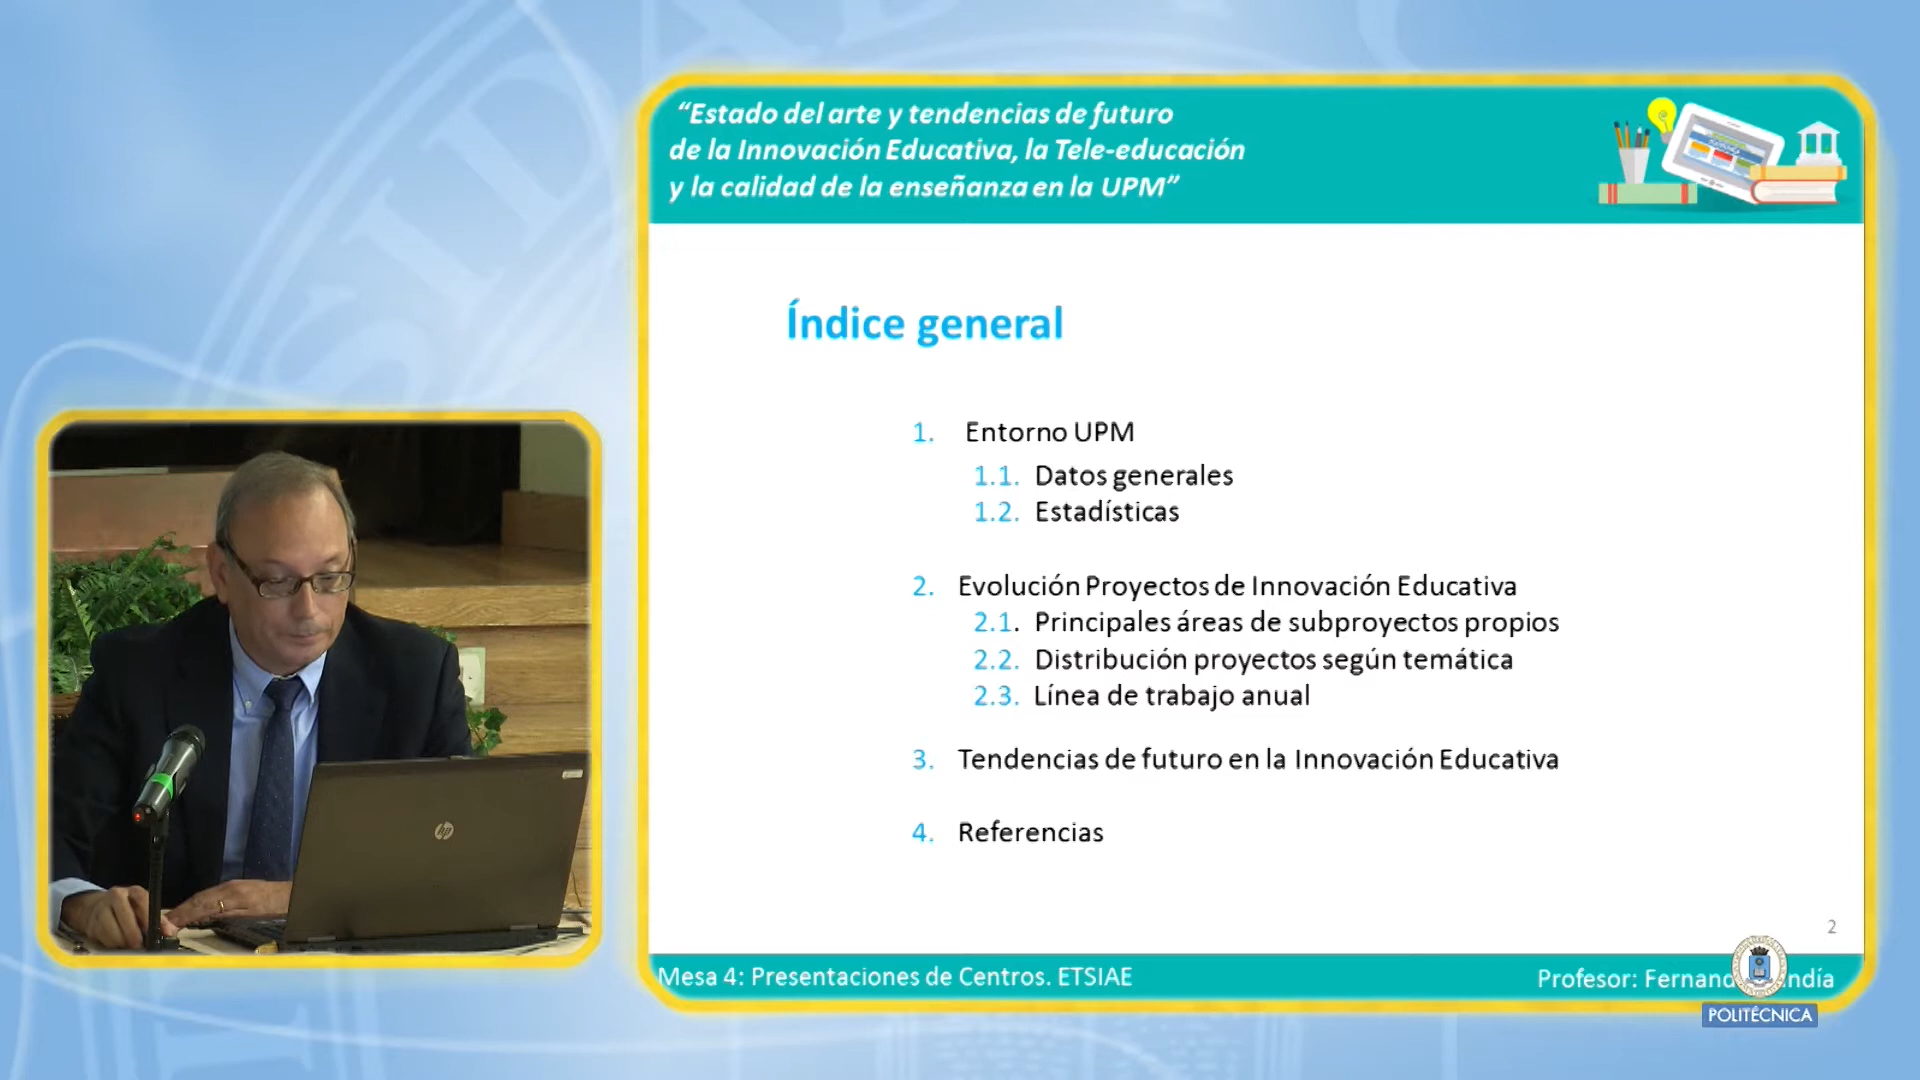 “Estado del arte y tendencias de futuro
de la Innovación Educativa, la Tele-educación
y la calidad de la enseñanza en la UPM”
Índice general
1. Entorno UPM
1.1. Datos generales
1.2. Estadísticas
2. Evolución Proyectos de Innovación Educativa
2.1. Principales áreas de subproyectos propios
2.2. Distribución proyectos según temática
2.3. Línea de trabajo anual
3. Tendencias de futuro en la Innovación Educativa
4. Referencias
2
Mesa 4: Presentaciones de Centros. ETSIAE
Profesor:
POLITÉCNICA
hp